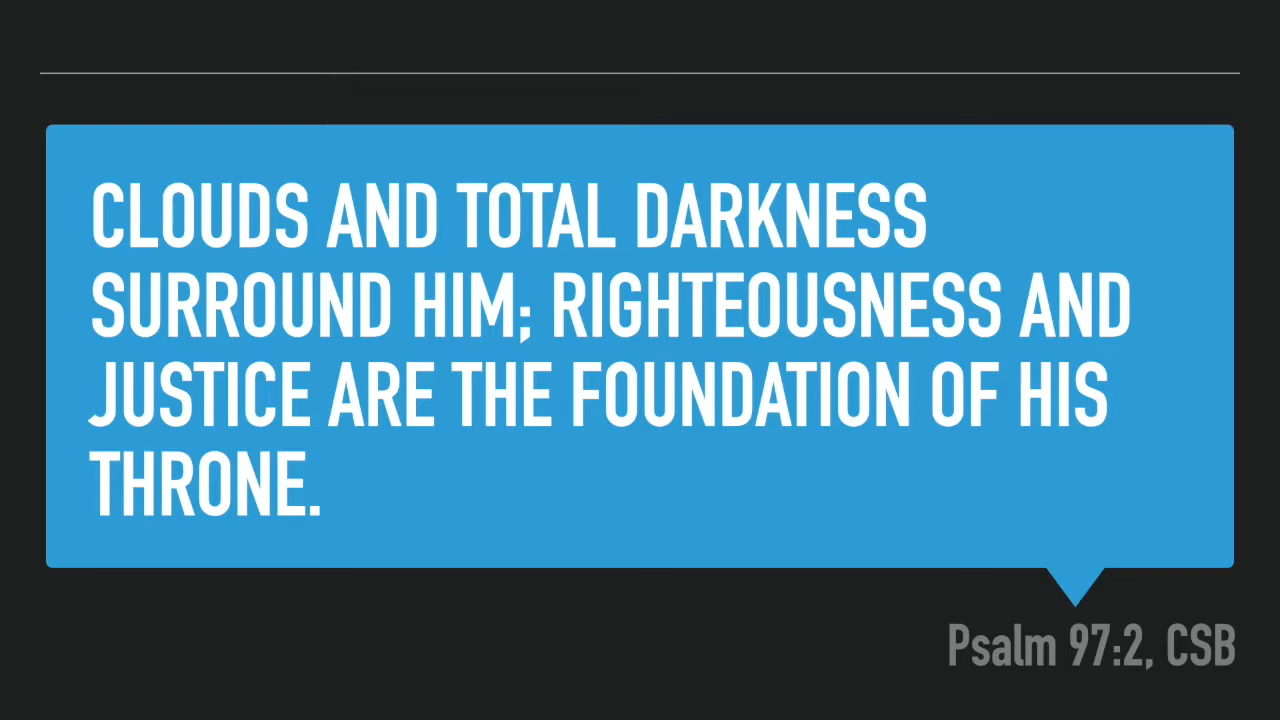 CLOUDS AND TOTAL DARKNESS
SURROUND HIM; RIGHTEOUSNESS AND
JUSTICE ARE THE FOUNDATION OF HIS
THRONE.
Psalm 97:2, CSB